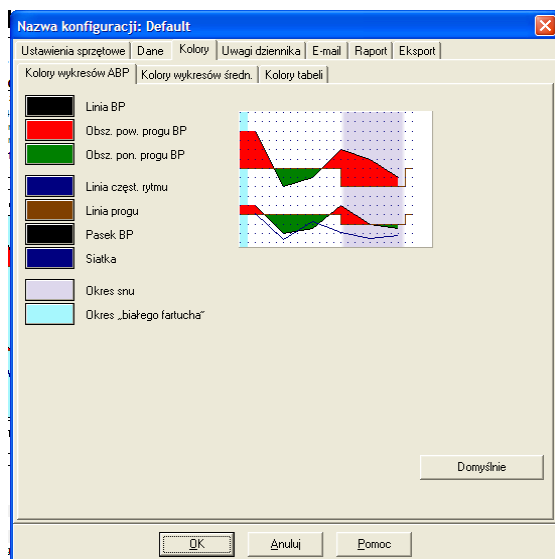 Nazwa konfiguracji: Default
Ustawienia sprzętowe Dane Kolory Uwagi dziennika E-mail Raport Eksport
Kolory wykresów ABP Kolory wykresów średn. Kolory tabeli
Linia BP
Obsz. pow. progu BP
Obsz. pon. progu BP
Linia częst. rytmu
Linia progu
Pasek BP
Siatka
Okres snu
Okres „białego fartucha"
Domyślnie
OK Anuluj Pomoc